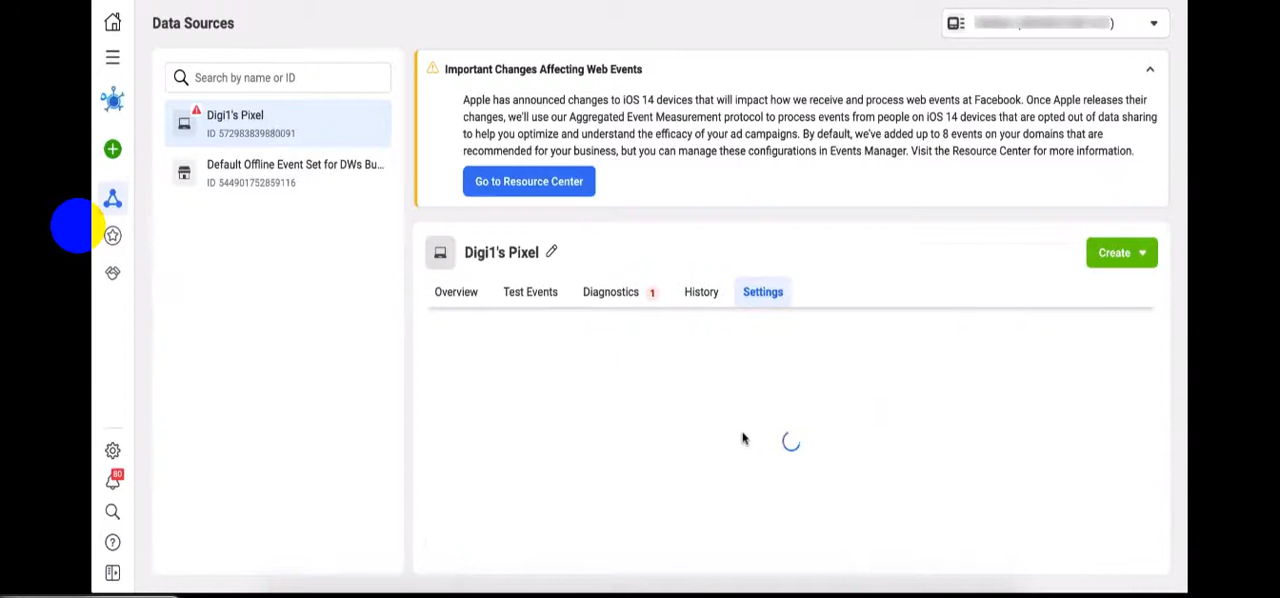 Data Sources
)
Search by name or ID
Digi1's Pixel
ID 572983839880091
Default Offline Event Set for DWs Bu...
ID 544901752859116
Important Changes Affecting Web Events
Apple has announced changes to iOS 14 devices that will impact how we receive and process web events at Facebook. Once Apple releases their
changes, we'll use our Aggregated Event Measurement protocol to process events from people on iOS 14 devices that are opted out of data sharing
to help you optimize and understand the efficacy of your ad campaigns. By default, we've added up to 8 events on your domains that are
recommended for your business, but you can manage these configurations in Events Manager. Visit the Resource Center for more information.
Go to Resource Center
Digi1's Pixel
Create
Overview Test Events Diagnostics 1 History Settings
80